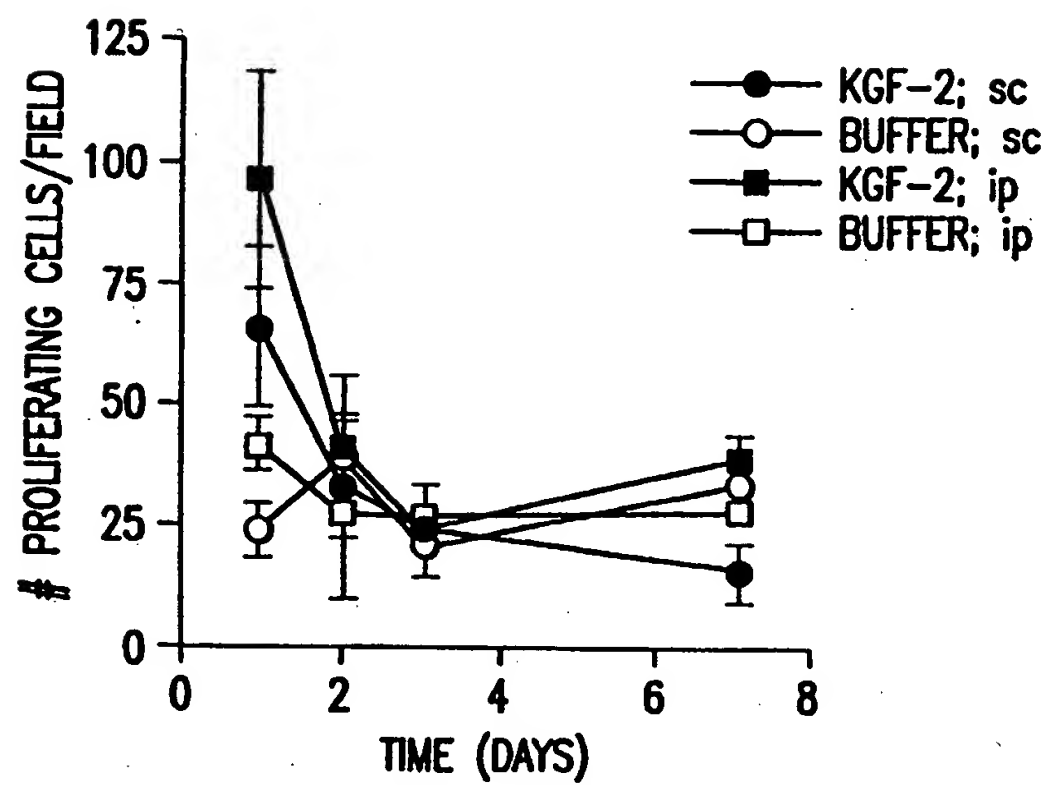 125
100
75
50
25
0
# PROLIFERATING CELLS/FIELD
KGF-2; sc
BUFFER; sc
KGF-2; ip
BUFFER; ip
0 2 4 6 8
TIME (DAYS)